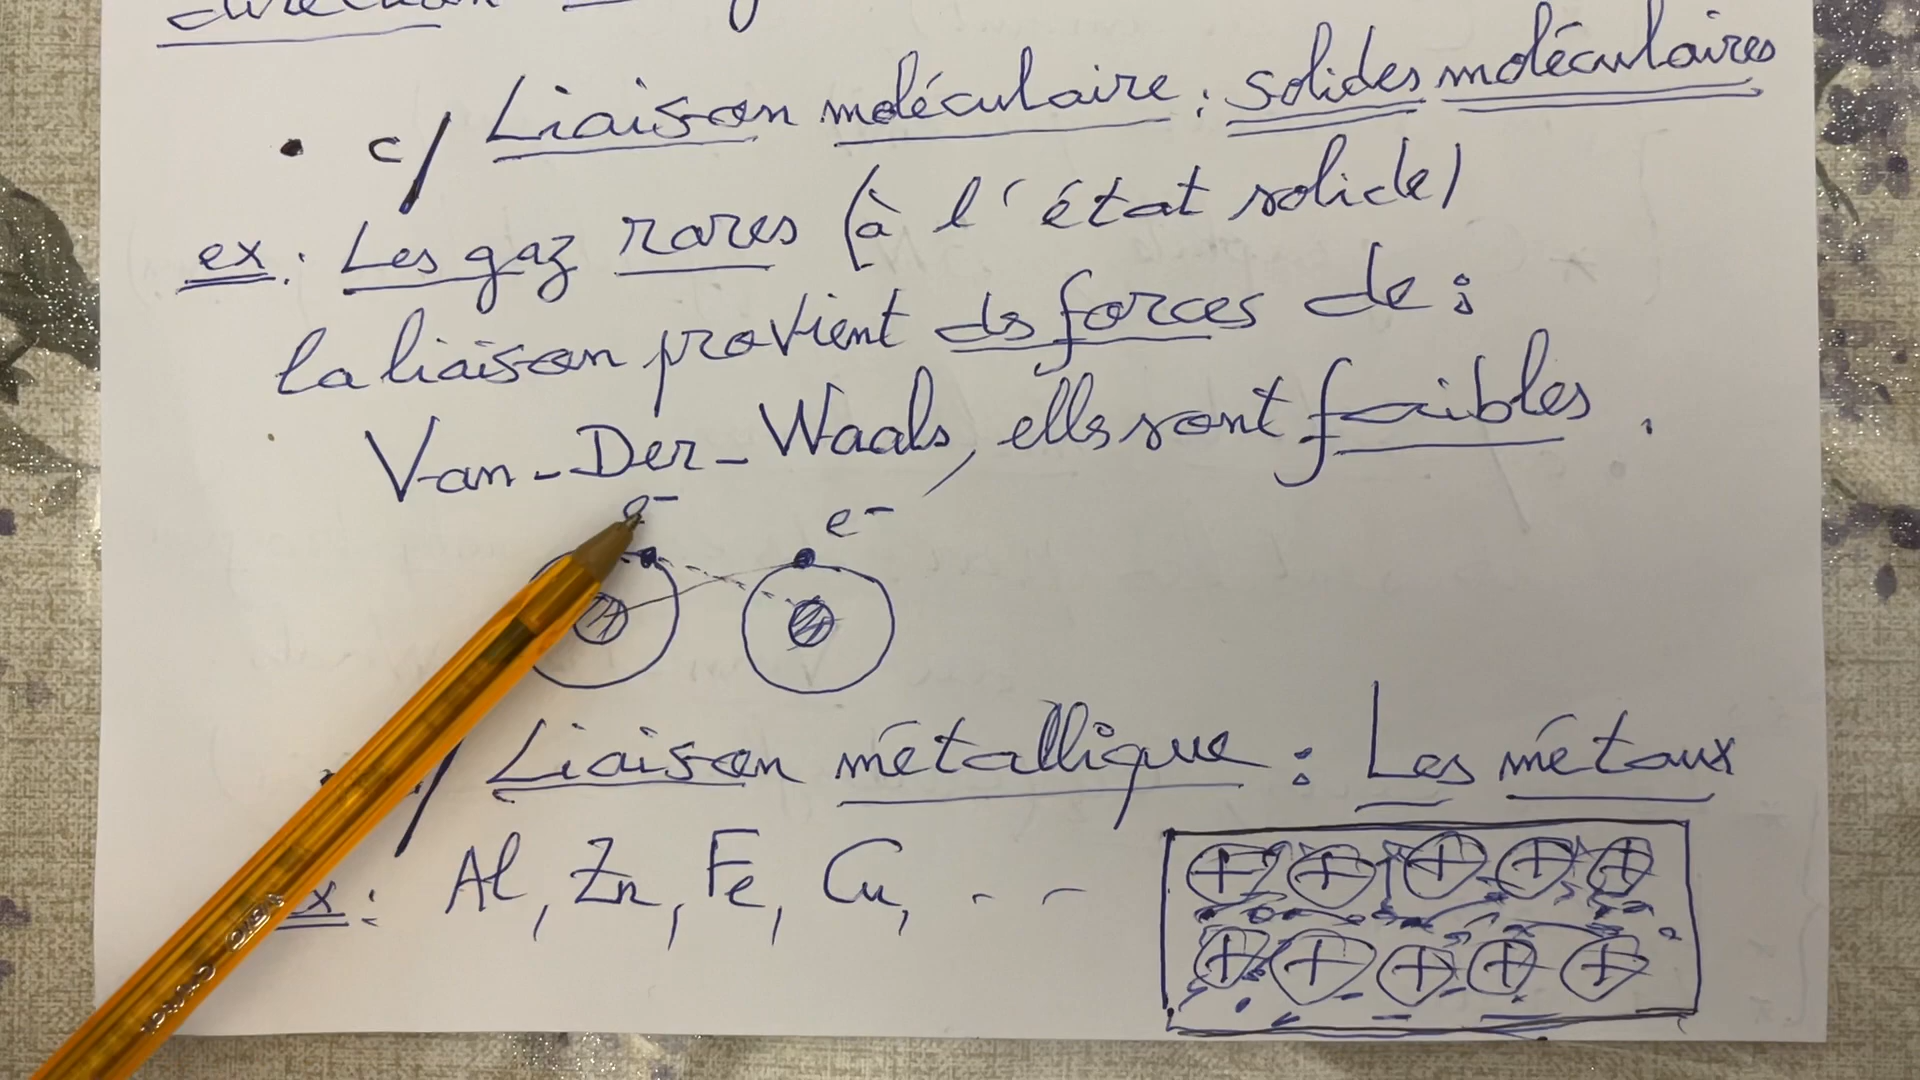 direction
• c/ Liaison moléculaire : solides moléculaires
ex : Les gaz rares (à l'état solide)
la liaison provient ds forces de :
Van-Der-Waals, elles sont faibles .
e- e-
/ Liaison métallique : Les métaux
x : Al, Zn, Fe, Cu, - -
+ + + + +
+ + + + +